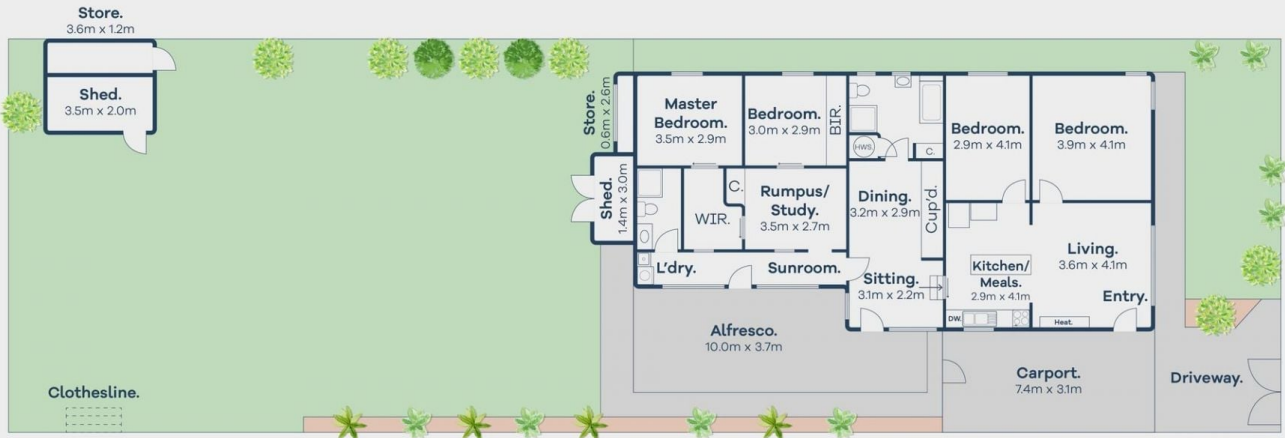 Store.
3.6m x 1.2m
Shed.
3.5m x 2.0m
Store.
0.6m x 2.6m
Shed.
1.4m x 3.0m
Master
Bedroom.
3.5m x 2.9m
Bedroom.
3.0m x 2.9m
BIR.
HWS.
C.
Bedroom.
2.9m x 4.1m
Bedroom.
3.9m x 4.1m
WIR.
C.
Rumpus/
Study.
3.5m x 2.7m
Dining.
3.2m x 2.9m
Cup'd.
L'dry.
Sunroom.
Sitting.
3.1m x 2.2m
Kitchen/
Meals.
2.9m x 4.1m
Living.
3.6m x 4.1m
Entry.
DW.
Heat.
Alfresco.
10.0m x 3.7m
Carport.
7.4m x 3.1m
Driveway.
Clothesline.